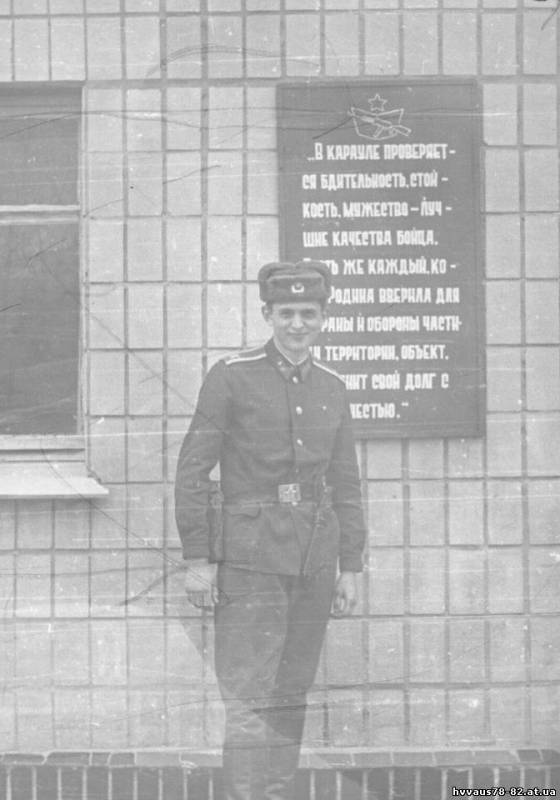 „В КАРАУЛЕ ПРОВЕРЯЕТ-
СЯ БДИТЕЛЬНОСТЬ, СТОЙ-
КОСТЬ, МУЖЕСТВО – ЛУЧ-
ШИЕ КАЧЕСТВА БОЙЦА.
ЖЕ КАЖДЫЙ, КО-
РОДИНА ВВЕРИЛА ДЛЯ
И ОБОРОНЫ ЧАСТИ-
ТЕРРИТОРИИ, ОБЪЕКТ,
СВОЙ ДОЛГ С
ЧЕСТЬЮ."
hvvaus78-82.at.ua